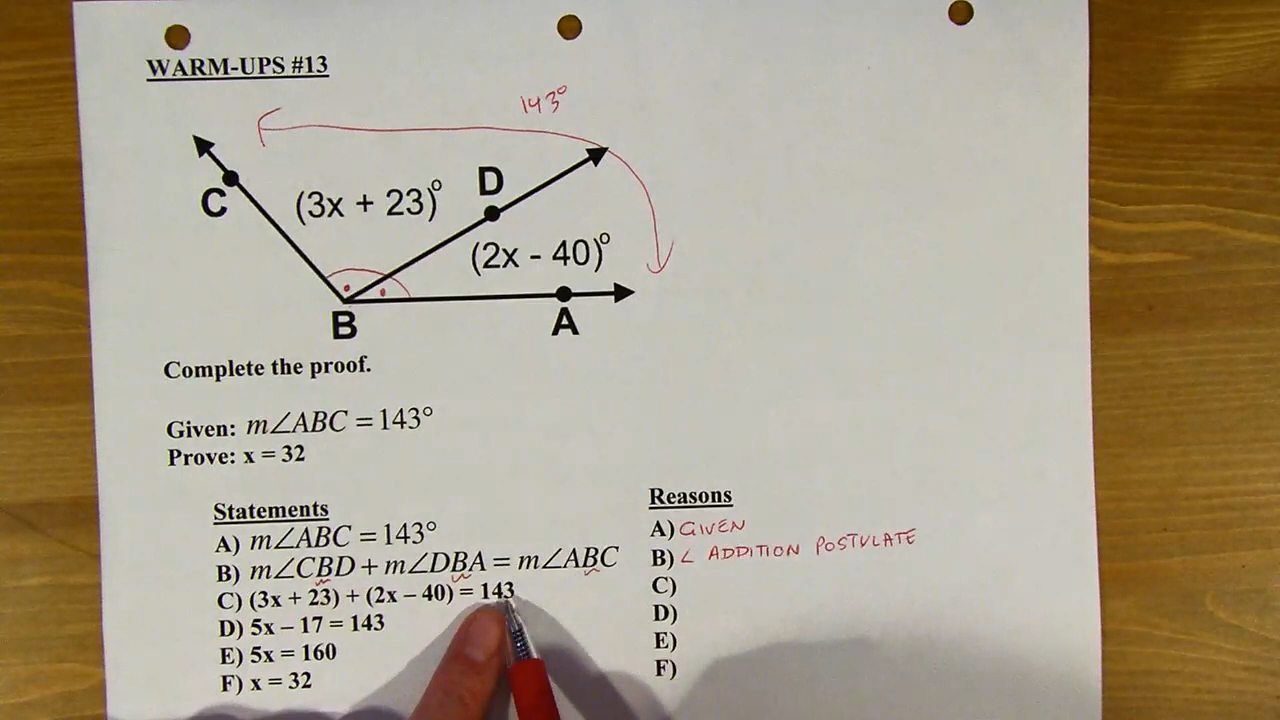 WARM-UPS #13
143°
C
(3x + 23)°
D
(2x - 40)°
B
A
Complete the proof.
Given: m∠ABC = 143°
Prove: x = 32
Statements
A) m∠ABC = 143°
B) m∠CBD + m∠DBA = m∠ABC
C) (3x + 23) + (2x – 40) = 143
D) 5x – 17 = 143
E) 5x = 160
F) x = 32
Reasons
A) GIVEN
B) ∠ ADDITION POSTULATE
C)
D)
E)
F)